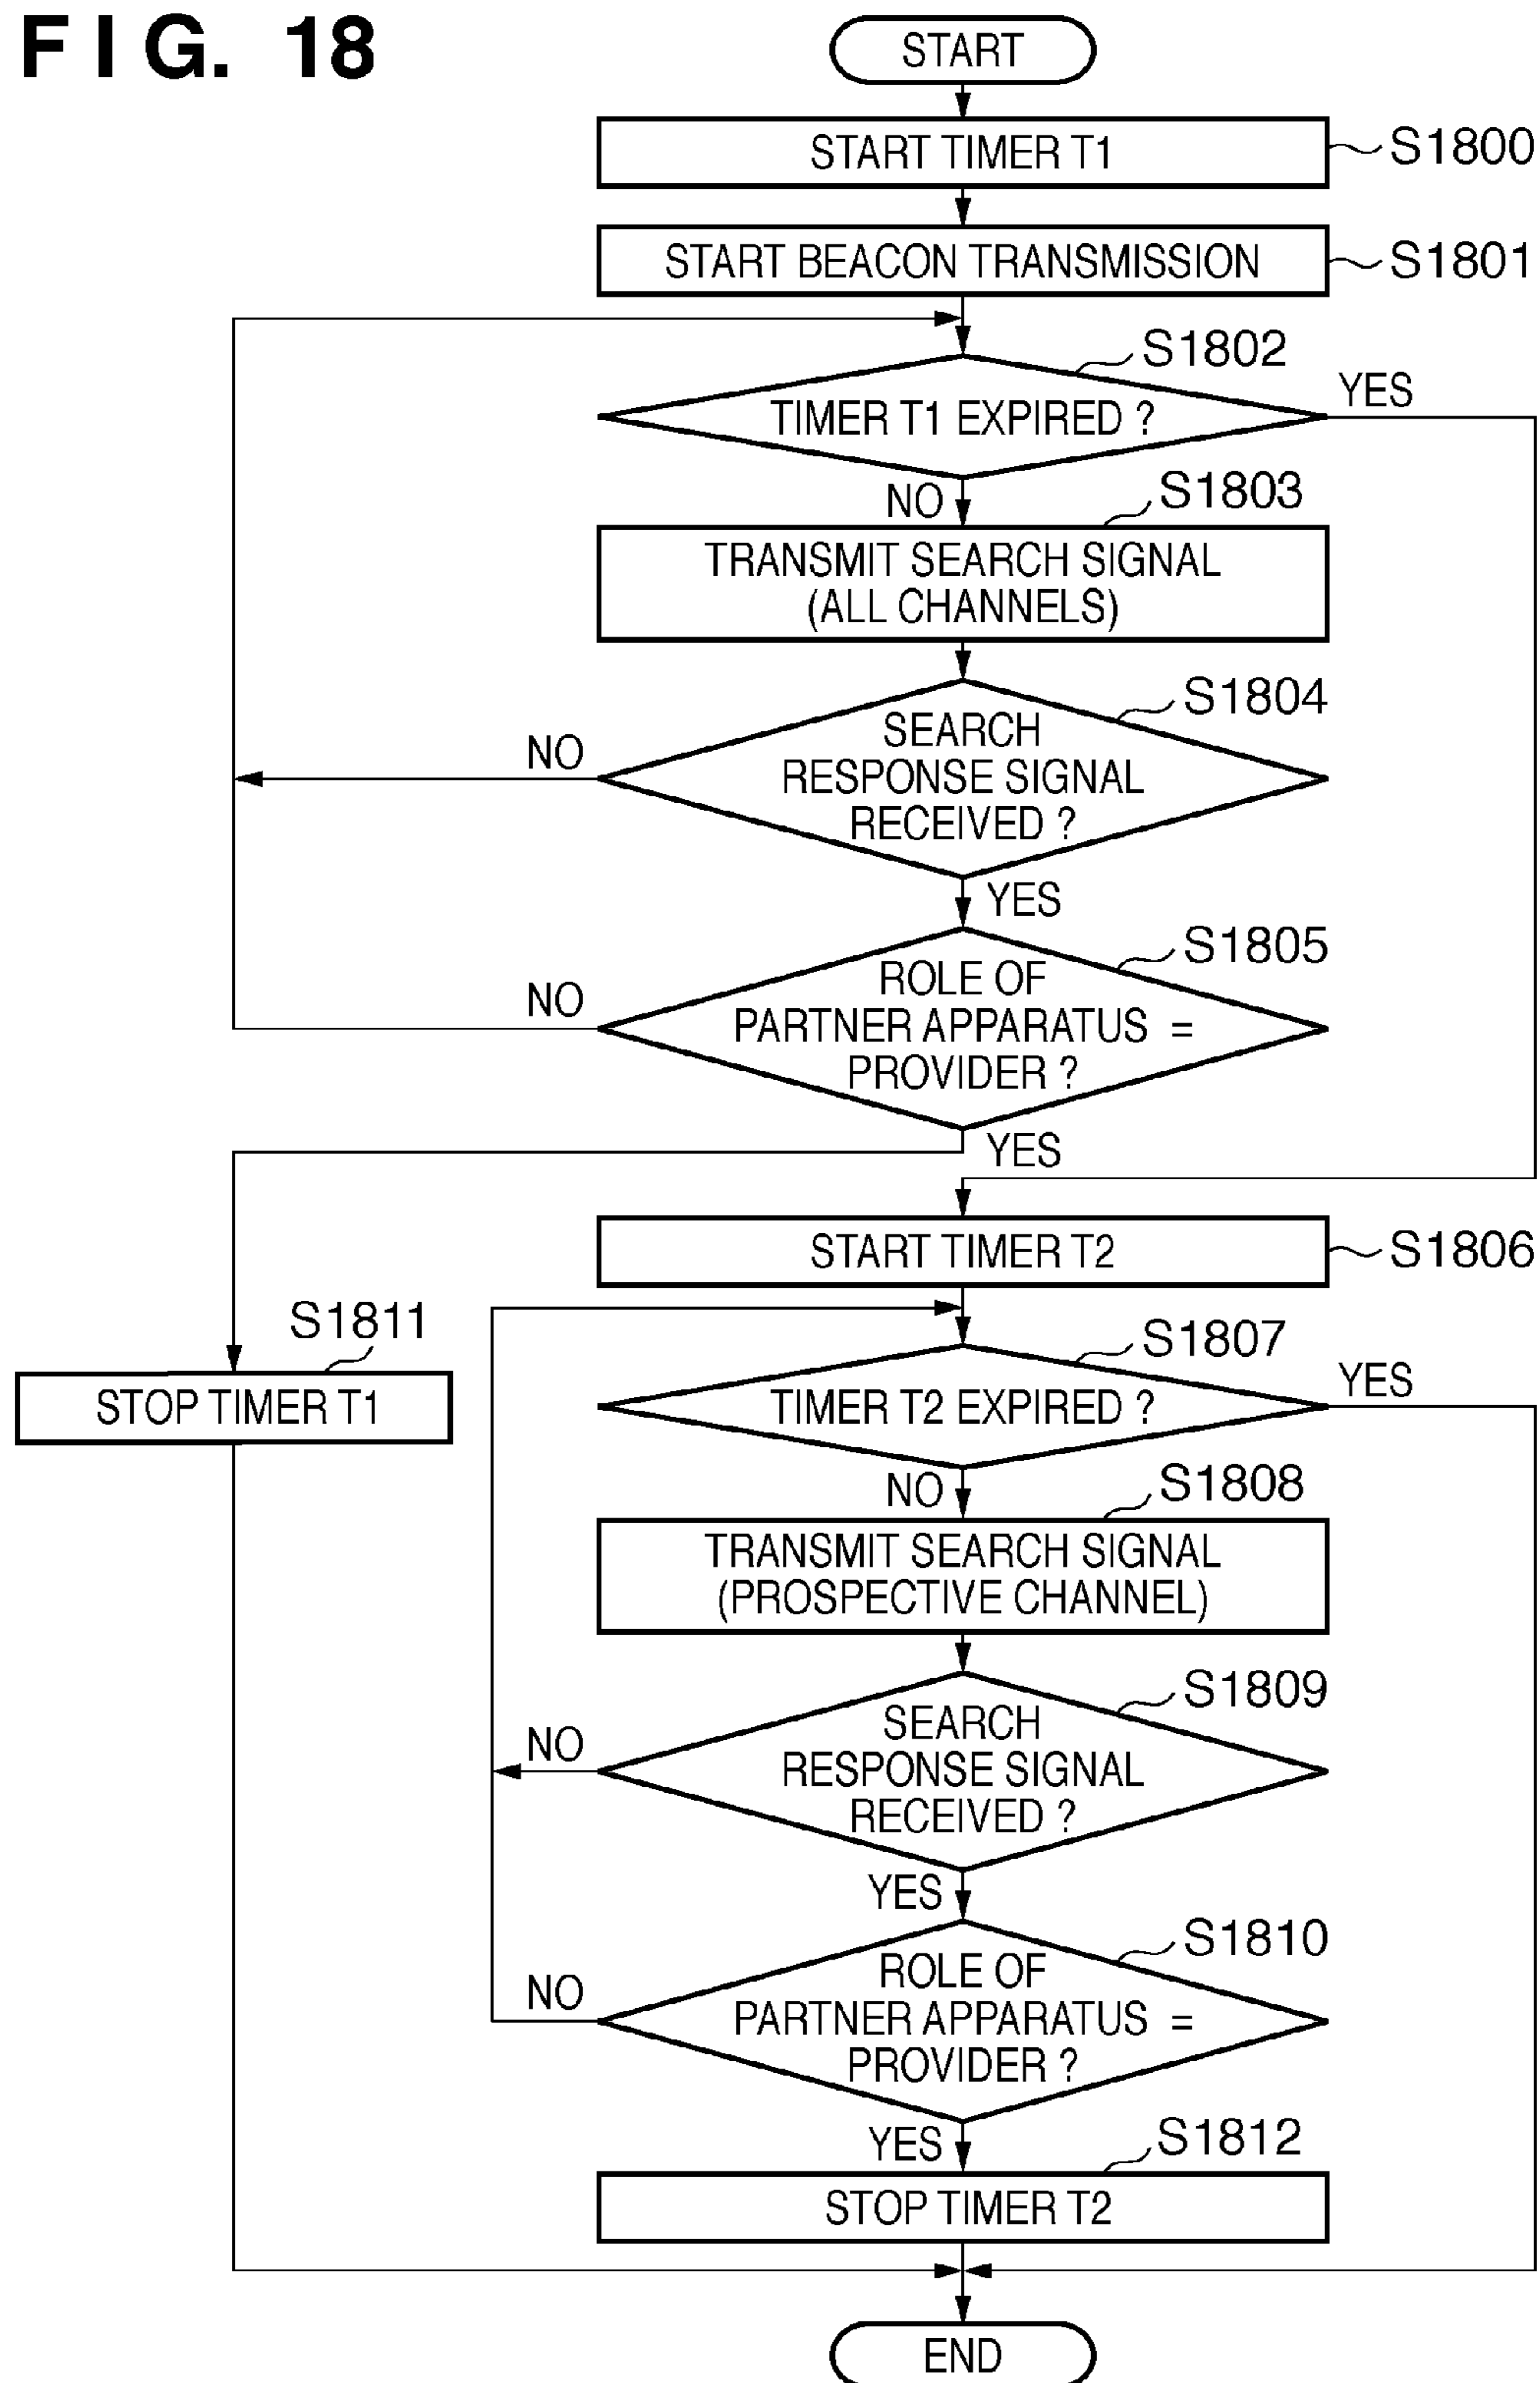 FIG. 18
START
START TIMER T1
S1800
START BEACON TRANSMISSION
S1801
S1802
TIMER T1 EXPIRED ?
YES
NO
S1803
TRANSMIT SEARCH SIGNAL
(ALL CHANNELS)
S1804
SEARCH
RESPONSE SIGNAL
RECEIVED ?
NO
YES
S1805
ROLE OF
PARTNER APPARATUS =
PROVIDER ?
NO
YES
START TIMER T2
S1806
S1811
STOP TIMER T1
S1807
TIMER T2 EXPIRED ?
YES
NO
S1808
TRANSMIT SEARCH SIGNAL
(PROSPECTIVE CHANNEL)
S1809
SEARCH
RESPONSE SIGNAL
RECEIVED ?
NO
YES
S1810
ROLE OF
PARTNER APPARATUS =
PROVIDER ?
NO
YES
S1812
STOP TIMER T2
END